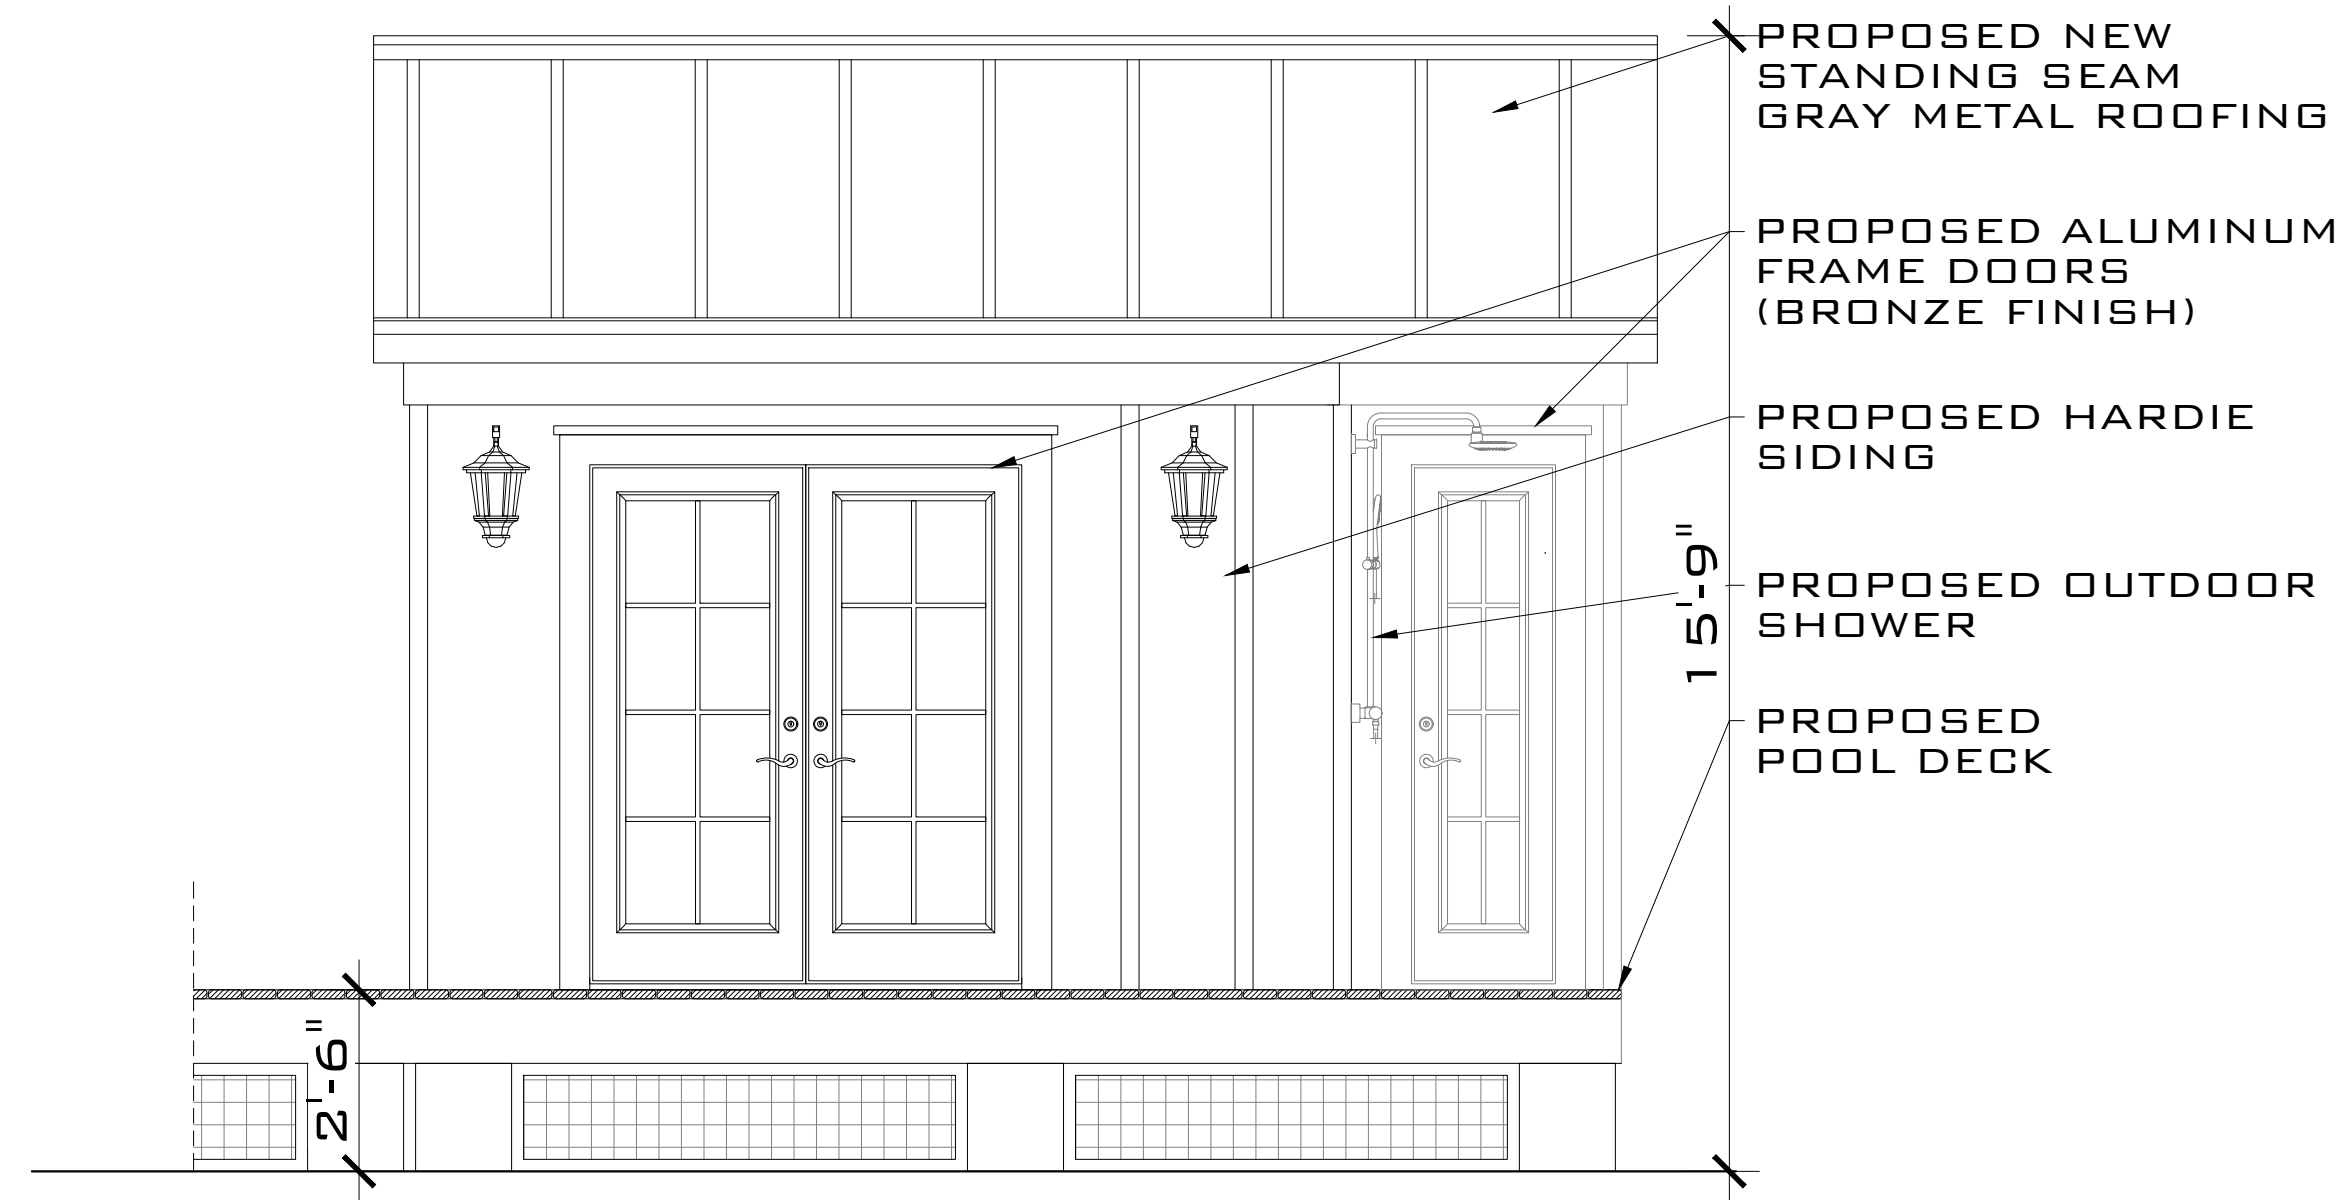 PROPOSED NEW
STANDING SEAM
GRAY METAL ROOFING
PROPOSED ALUMINUM
FRAME DOORS
(BRONZE FINISH)
PROPOSED HARDIE
SIDING
15'-9"
PROPOSED OUTDOOR
SHOWER
PROPOSED
POOL DECK
2'-6"